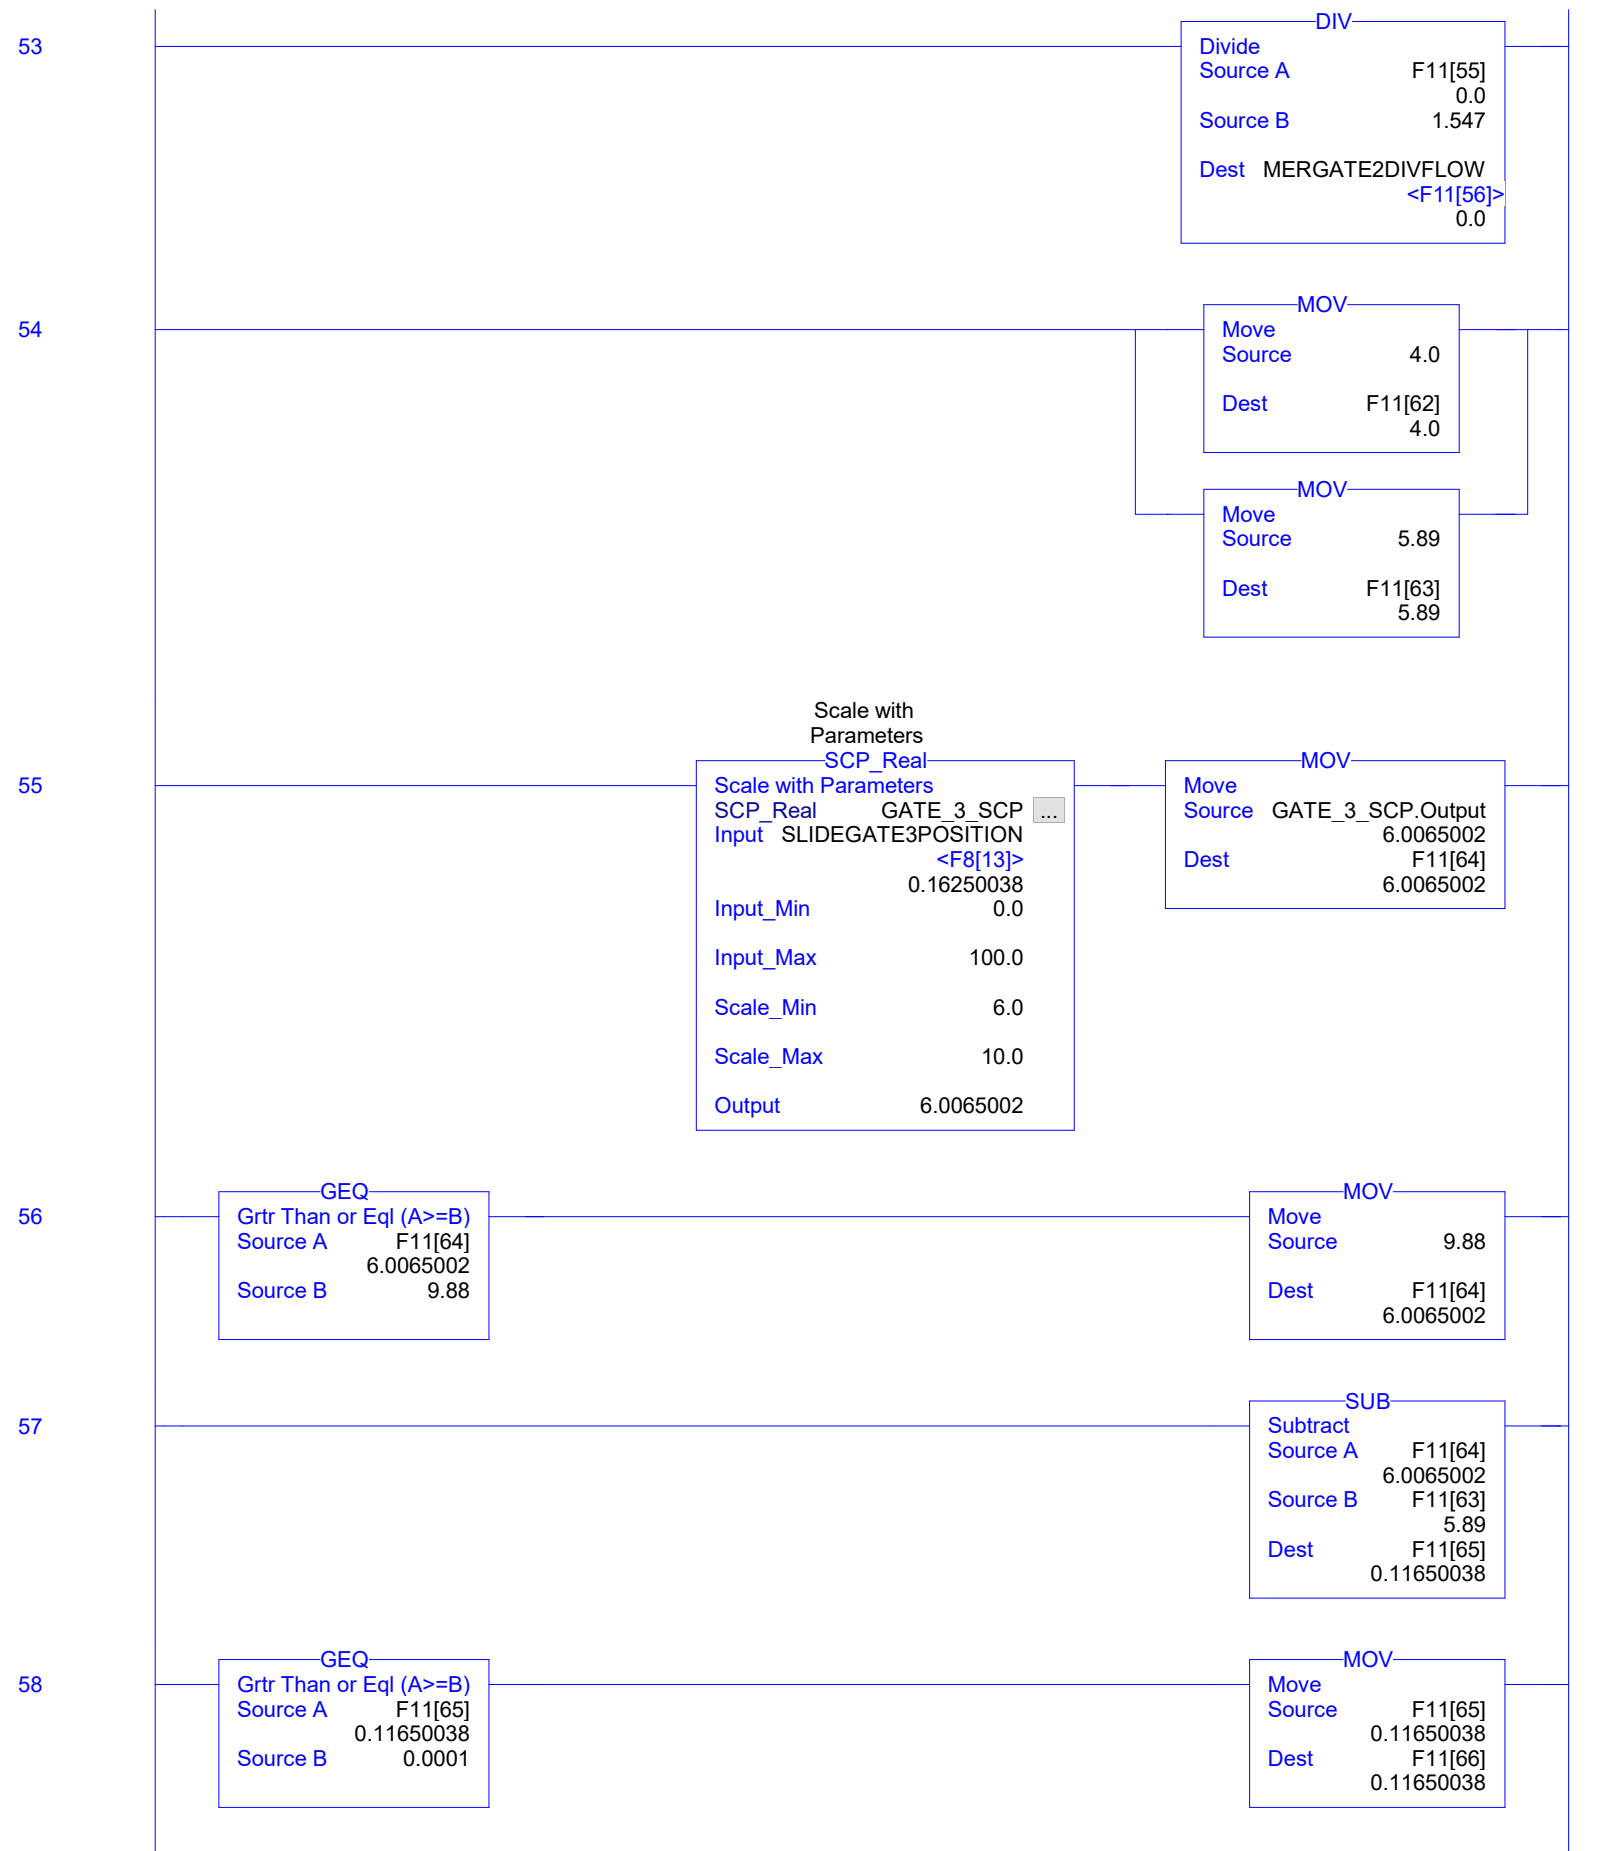 53
DIV
Divide
Source A F11[55]
0.0
Source B 1.547
Dest MERGATE2DIVFLOW
<F11[56]>
0.0
54
MOV
Move
Source 4.0
Dest F11[62]
4.0
MOV
Move
Source 5.89
Dest F11[63]
5.89
55
Scale with
Parameters
SCP_Real
Scale with Parameters
SCP_Real GATE_3_SCP ...
Input SLIDEGATE3POSITION
<F8[13]>
0.16250038
Input_Min 0.0
Input_Max 100.0
Scale_Min 6.0
Scale_Max 10.0
Output 6.0065002
MOV
Move
Source GATE_3_SCP.Output
6.0065002
Dest F11[64]
6.0065002
56
GEQ
Grtr Than or Eql (A>=B)
Source A F11[64]
6.0065002
Source B 9.88
MOV
Move
Source 9.88
Dest F11[64]
6.0065002
57
SUB
Subtract
Source A F11[64]
6.0065002
Source B F11[63]
5.89
Dest F11[65]
0.11650038
58
GEQ
Grtr Than or Eql (A>=B)
Source A F11[65]
0.11650038
Source B 0.0001
MOV
Move
Source F11[65]
0.11650038
Dest F11[66]
0.11650038